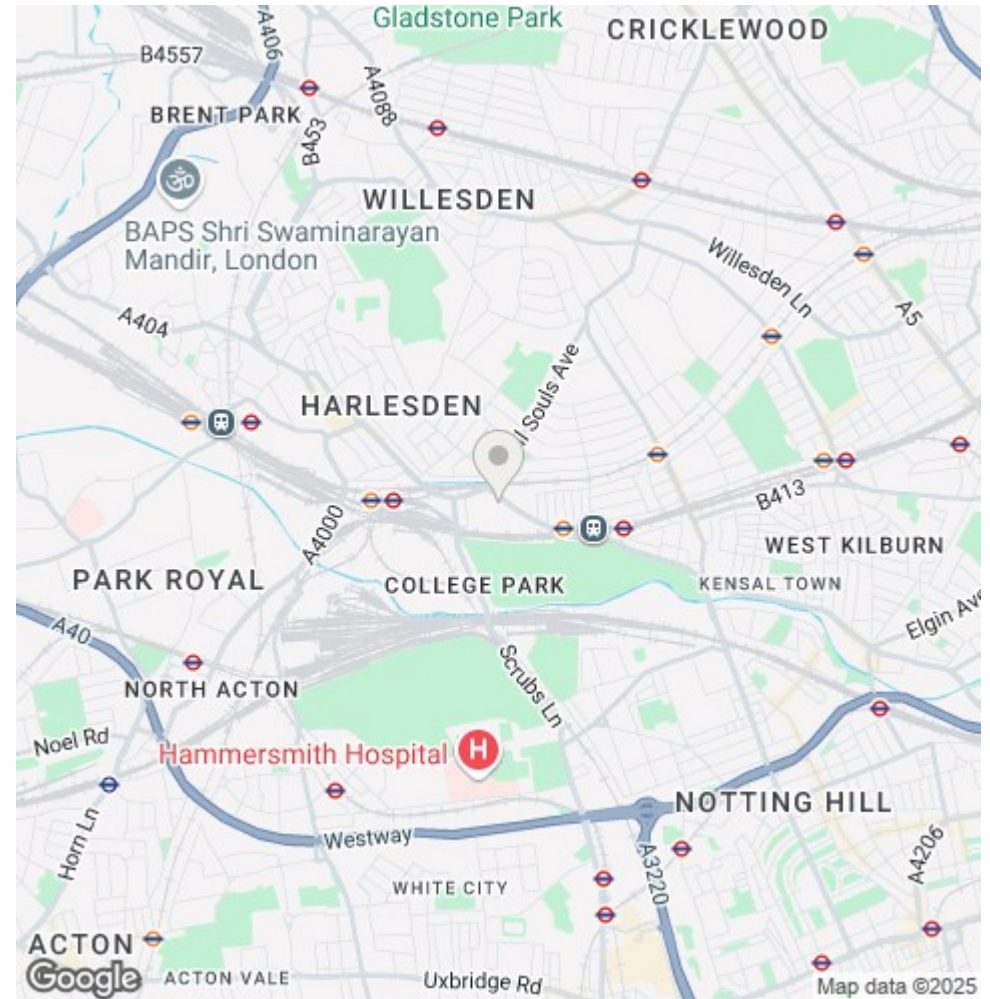 Gladstone Park
CRICKLEWOOD
A406
B4557
A4088
BRENT PARK
B453
WILLESDEN
BAPS Shri Swaminarayan
Mandir, London
Willesden Ln
A404
A5
ll Souls Ave
HARLESDEN
B413
A4000
WEST KILBURN
PARK ROYAL
COLLEGE PARK
KENSAL TOWN
Elgin Ave
A40
Scrubs Ln
NORTH ACTON
Noel Rd
Hammersmith Hospital
H
NOTTING HILL
Horn Ln
Westway
A3220
A4206
WHITE CITY
ACTON
Google
ACTON VALE
Uxbridge Rd
Map data ©2025